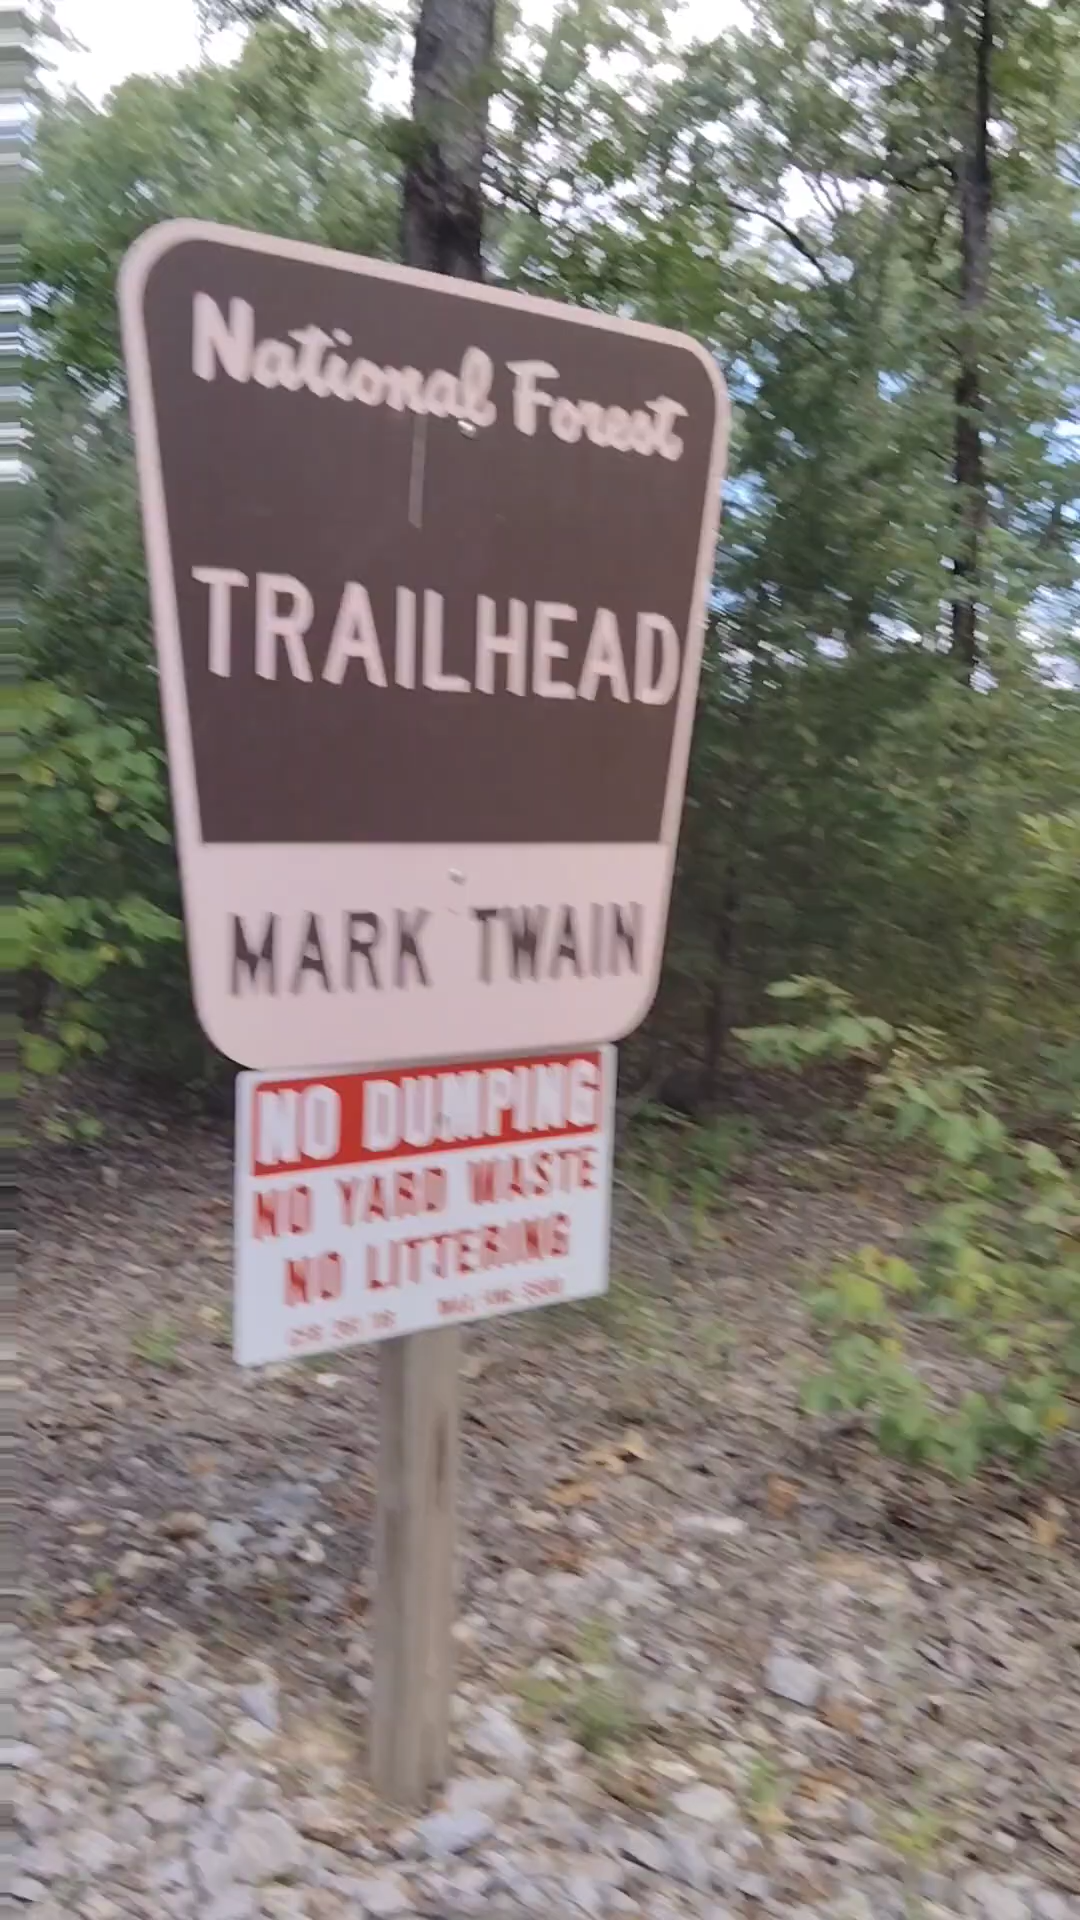 National Forest
TRAILHEAD
MARK TWAIN
NO DUMPING
NO YARD WASTE
NO LITTERING